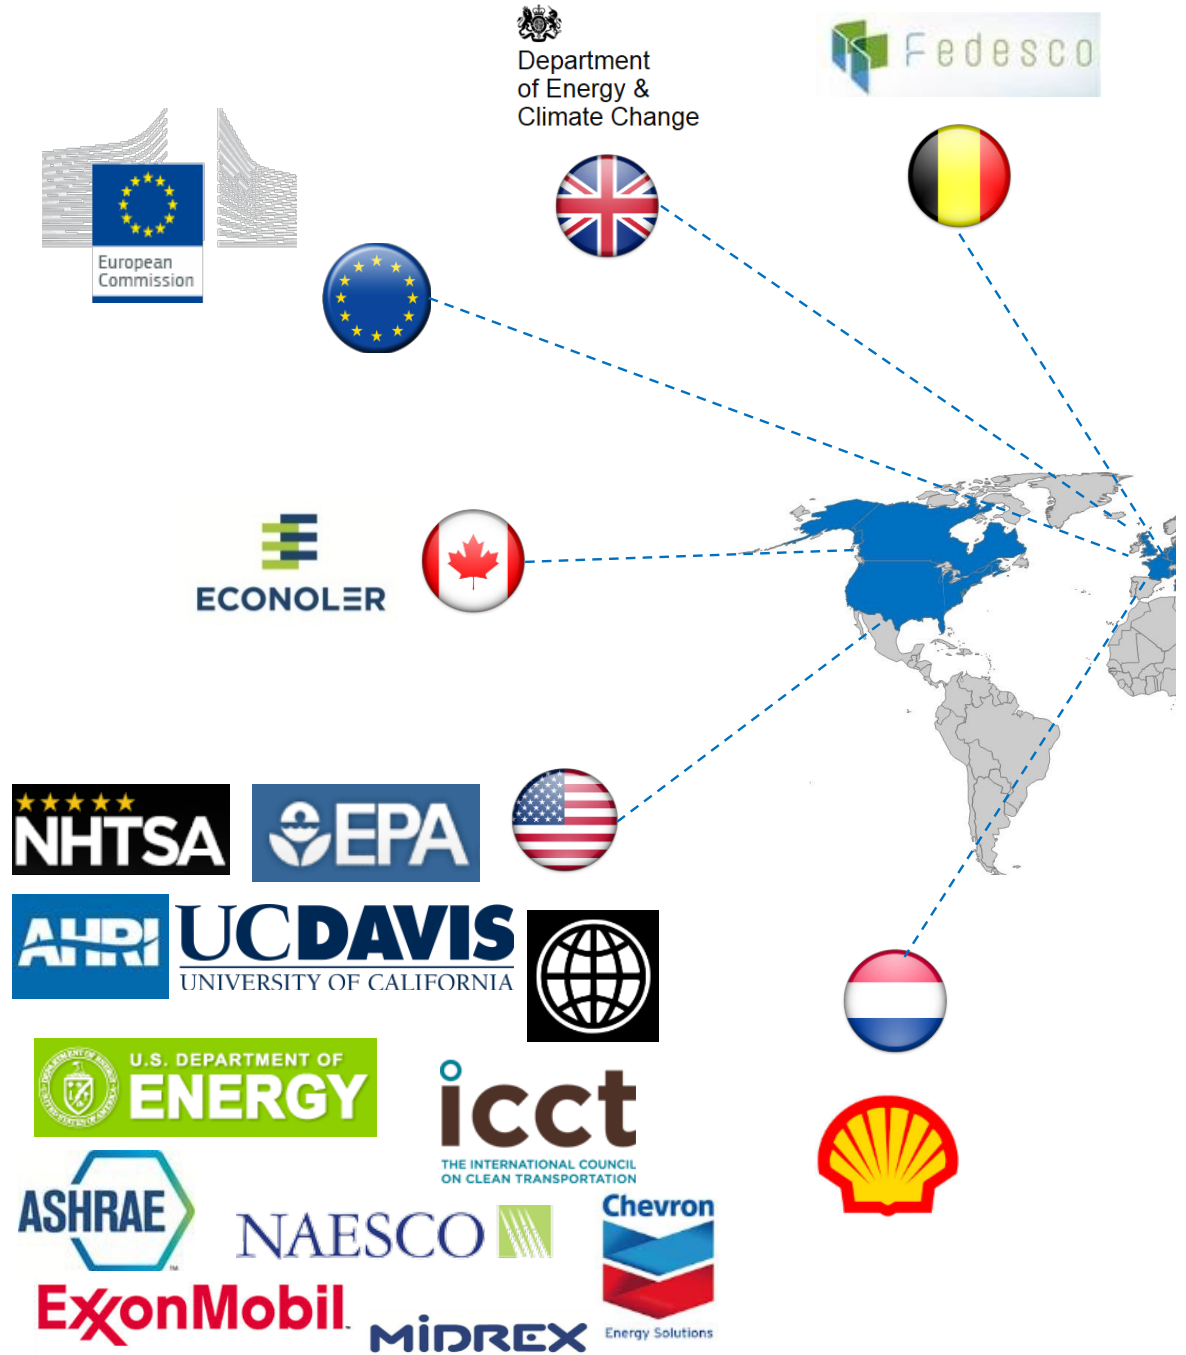 Department
of Energy &
Climate Change
Fedesco
European
Commission
ECONOLER
NHTSA
EPA
AHRI
UCDAVIS
UNIVERSITY OF CALIFORNIA
U.S. DEPARTMENT OF
ENERGY
icct
THE INTERNATIONAL COUNCIL
ON CLEAN TRANSPORTATION
ASHRAE
TM
NAESCO
Chevron
Energy Solutions
ExxonMobil
MIDREX